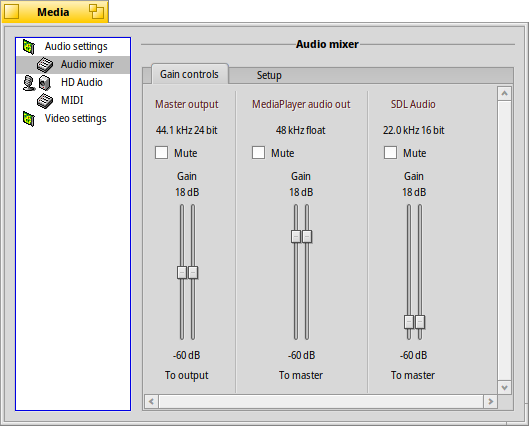 Media
Audio settings
Audio mixer
HD Audio
MIDI
Video settings
Audio mixer
Gain controls
Setup
Master output
MediaPlayer audio out
SDL Audio
44.1 kHz 24 bit
48 kHz float
22.0 kHz 16 bit
Mute
Mute
Mute
Gain
Gain
Gain
18 dB
18 dB
18 dB
-60 dB
-60 dB
-60 dB
To output
To master
To master